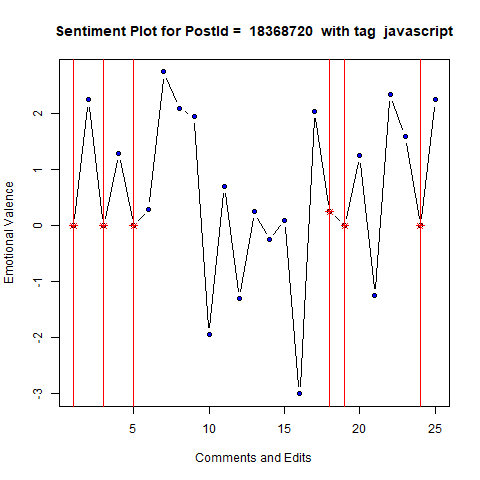 Sentiment Plot for PostId =  18368720  with tag  javascript
Emotional Valence
2
1
0
-1
-2
-3
5 10 15 20 25
Comments and Edits